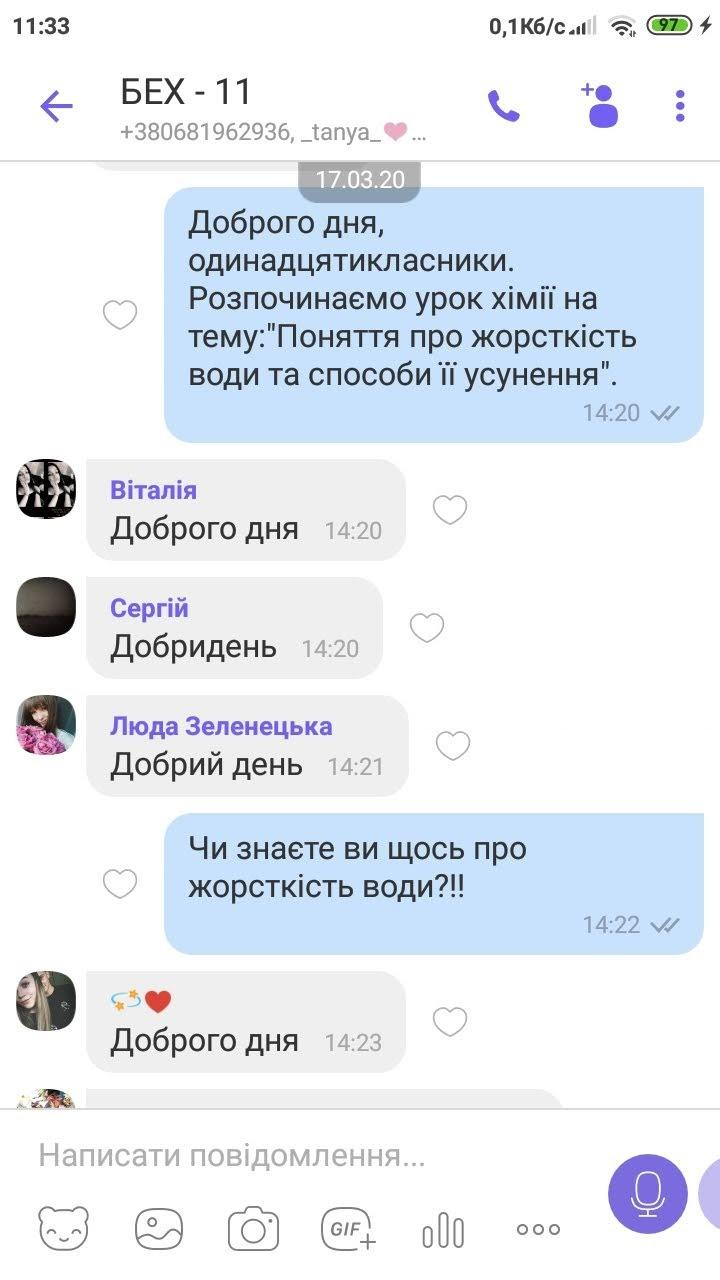 11:33
0,1Кб/с
97
БЕХ - 11
+380681962936, _tanya_❤...
17.03.20
Доброго дня,
одинадцятикласники.
Розпочинаємо урок хімії на
тему:"Поняття про жорсткість
води та способи її усунення".
14:20
Віталія
Доброго дня 14:20
Сергій
Добридень 14:20
Люда Зеленецька
Добрий день 14:21
Чи знаєте ви щось про
жорсткість води?!!
14:22
💫❤
Доброго дня 14:23
Написати повідомлення...
GIF